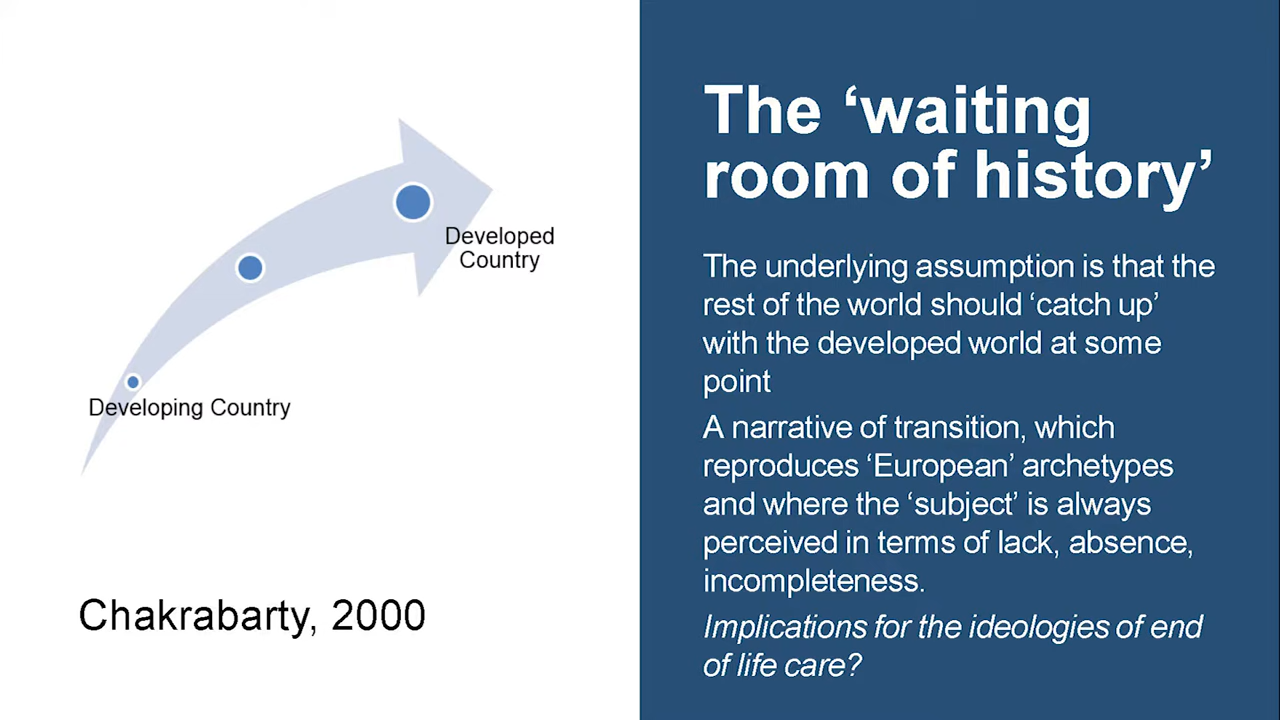 Developed
Country
Developing Country
Chakrabarty, 2000
The ‘waiting
room of history’
The underlying assumption is that the
rest of the world should ‘catch up’
with the developed world at some
point
A narrative of transition, which
reproduces ‘European’ archetypes
and where the ‘subject’ is always
perceived in terms of lack, absence,
incompleteness.
Implications for the ideologies of end
of life care?